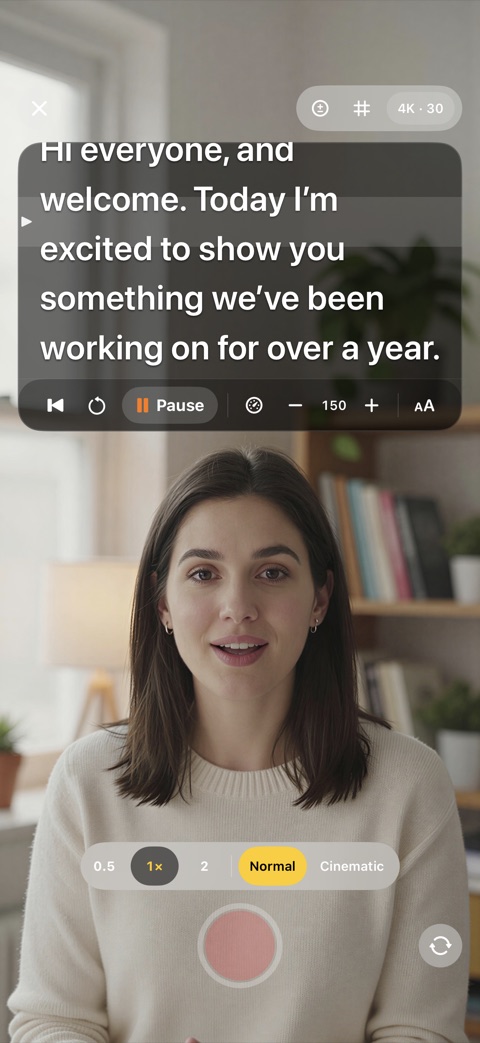 4K · 30
Hi everyone, and
welcome. Today I’m
excited to show you
something we’ve been
working on for over a year.
Pause
150
AA
0.5
1×
2
Normal
Cinematic